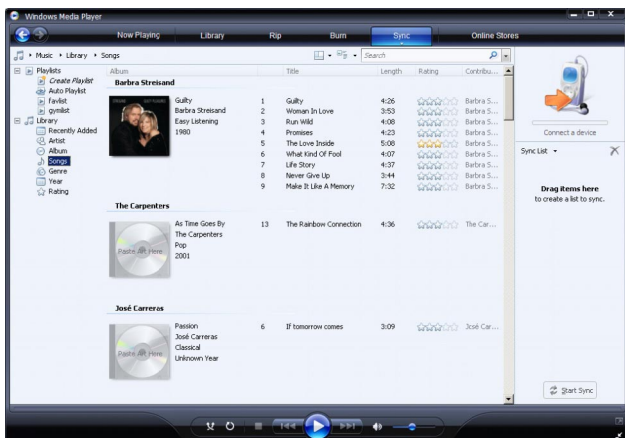 Windows Media Player
Now Playing Library Rip Burn Sync Online Stores
Music Library Songs
Search
Playlists
Create Playlist
Auto Playlist
Favlist
gymlist
Library
Recently Added
Artist
Album
Songs
Genre
Year
Rating
Album Title Length Rating Contribu...
Barbra Streisand
Guilty 1 Guilty 4:26 Barbra S...
Barbra Streisand 2 Woman In Love 3:53 Barbra S...
Easy Listening 3 Run Wild 4:08 Barbra S...
1980 4 Promises 4:23 Barbra S...
5 The Love Inside 5:08 Barbra S...
6 What Kind Of Fool 4:07 Barbra S...
7 Life Story 4:37 Barbra S...
8 Never Give Up 3:44 Barbra S...
9 Make It Like A Memory 7:32 Barbra S...
The Carpenters
As Time Goes By 13 The Rainbow Connection 4:36 The Car...
The Carpenters
Pop
2001
Paste Art Here
José Carreras
Passion 6 If tomorrow comes 3:09 José Car...
José Carreras
Classical
Unknown Year
Paste Art Here
Connect a device
Sync List
Drag items here
to create a list to sync.
Start Sync